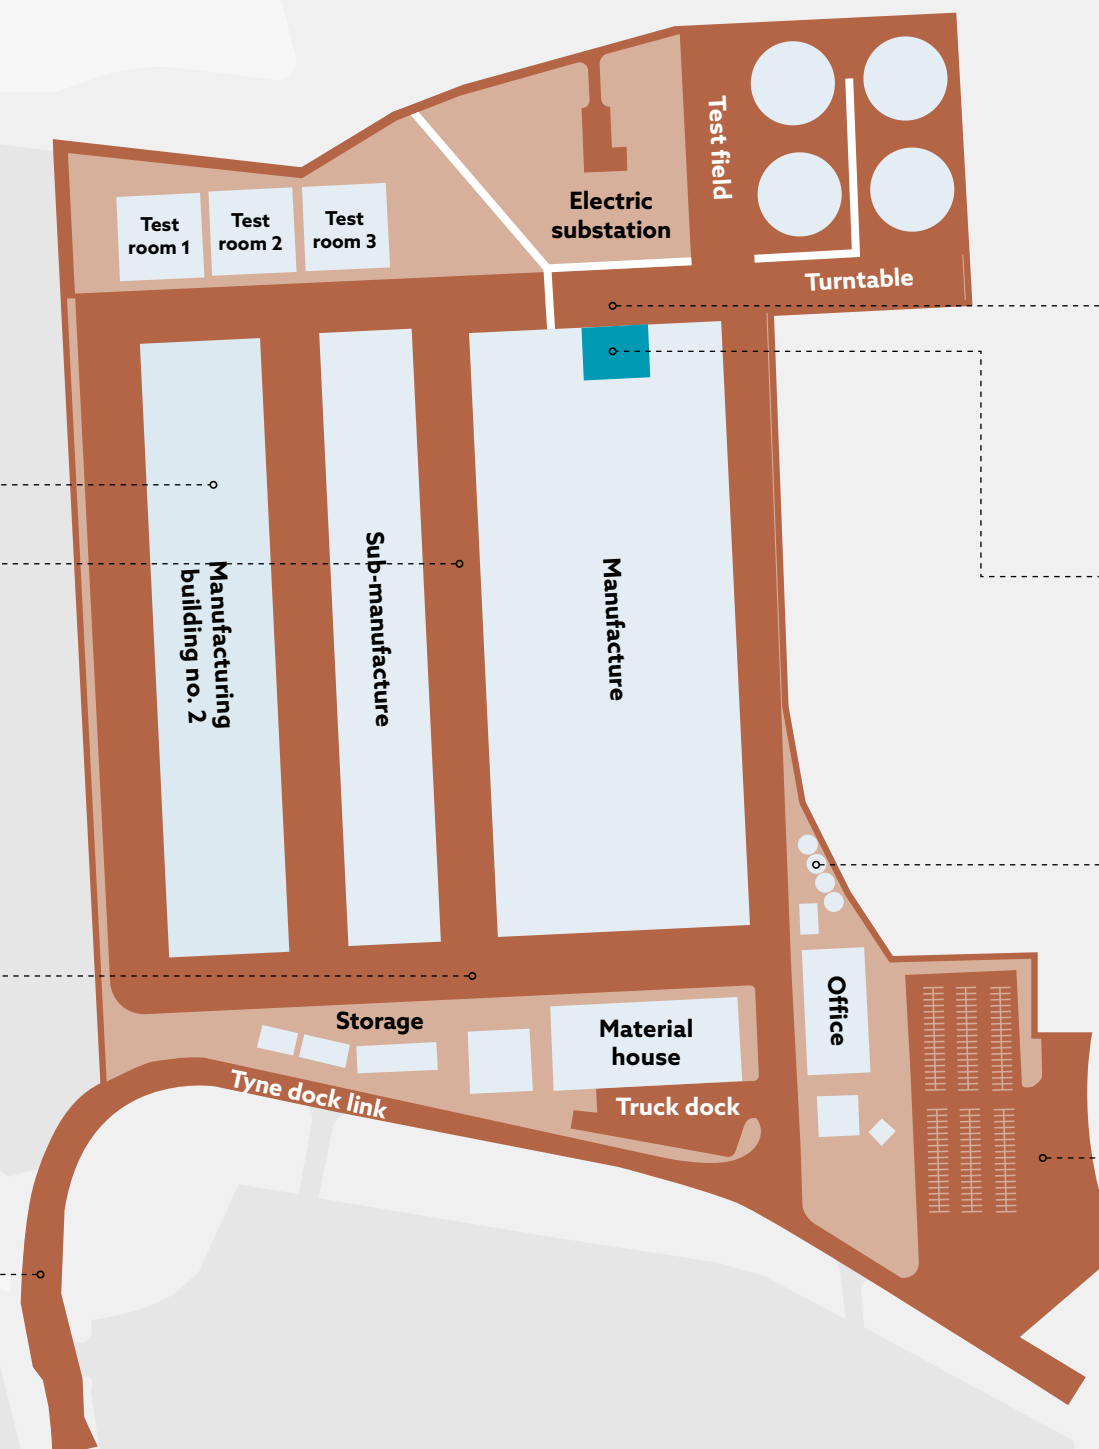 Test field
Test
room 1
Test
room 2
Test
room 3
Electric
substation
Turntable
Manufacturing
building no. 2
Sub-manufacture
Manufacture
Office
Storage
Material
house
Tyne dock link
Truck dock